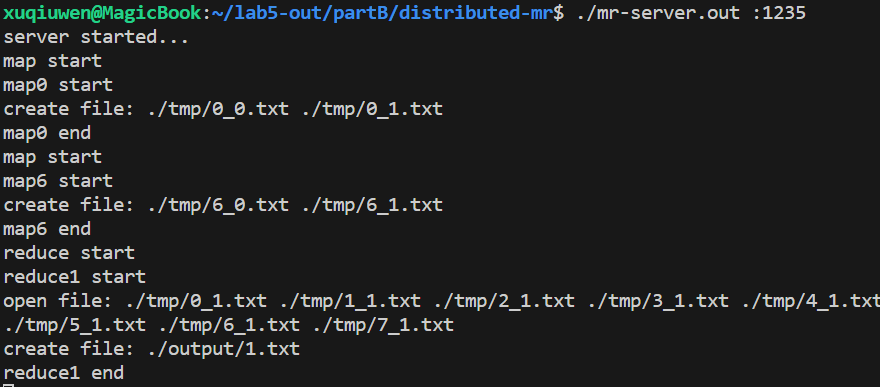 xuqiuwen@MagicBook:~/lab5-out/partB/distributed-mr$ ./mr-server.out :1235
server started...
map start
map0 start
create file: ./tmp/0_0.txt ./tmp/0_1.txt
map0 end
map start
map6 start
create file: ./tmp/6_0.txt ./tmp/6_1.txt
map6 end
reduce start
reduce1 start
open file: ./tmp/0_1.txt ./tmp/1_1.txt ./tmp/2_1.txt ./tmp/3_1.txt ./tmp/4_1.txt
./tmp/5_1.txt ./tmp/6_1.txt ./tmp/7_1.txt
create file: ./output/1.txt
reduce1 end